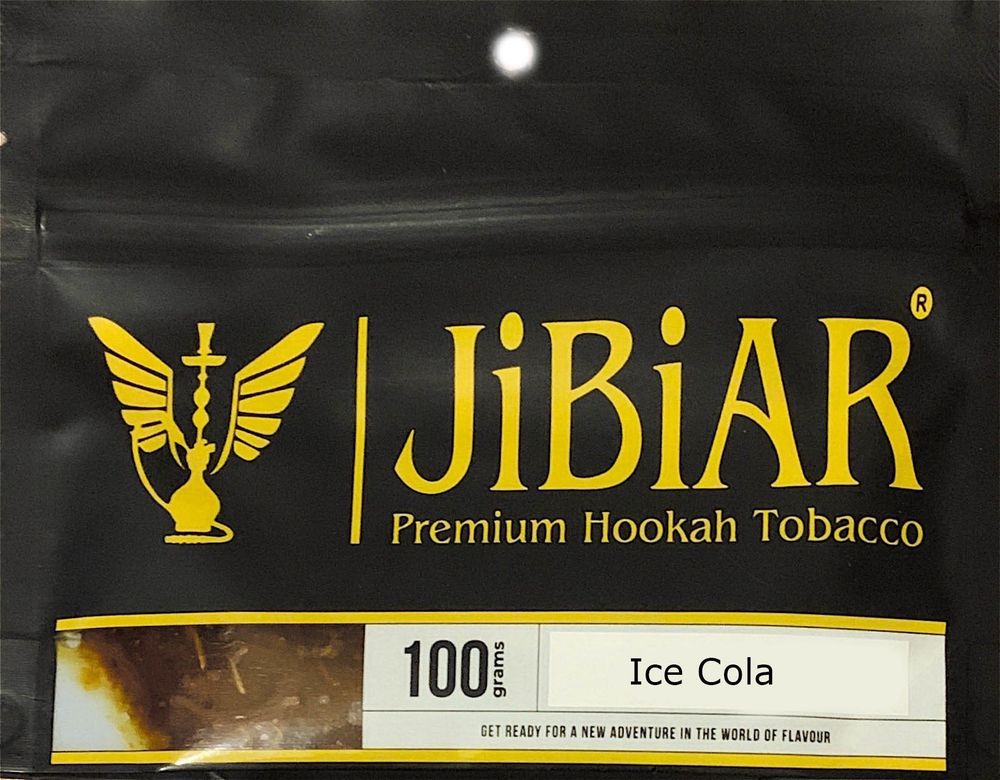 JiBiAR®
Premium Hookah Tobacco
100 grams
Ice Cola
GET READY FOR A NEW ADVENTURE IN THE WORLD OF FLAVOUR